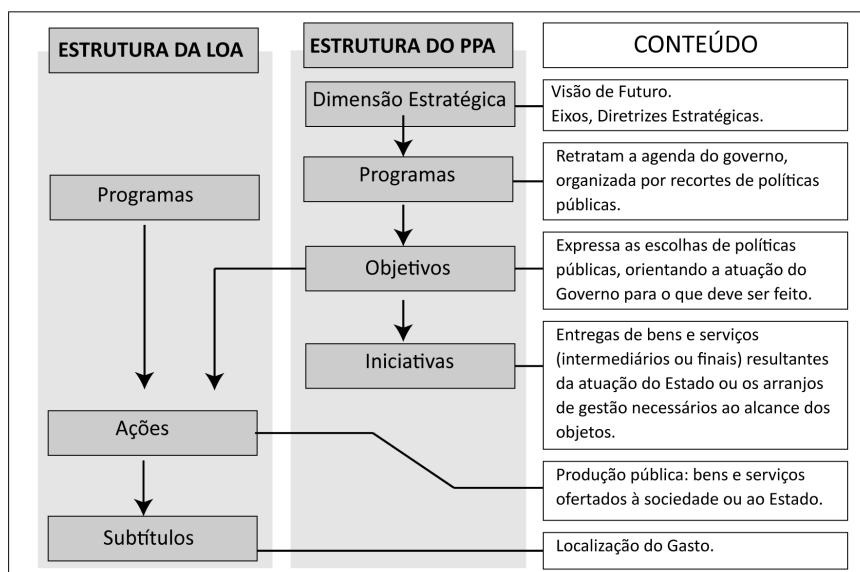 ESTRUTURA DA LOA
ESTRUTURA DO PPA
CONTEÚDO
Dimensão Estratégica
Visão de Futuro.
Eixos, Diretrizes Estratégicas.
Programas
Programas
Retratam a agenda do governo,
organizada por recortes de políticas
públicas.
Objetivos
Expressa as escolhas de políticas
públicas, orientando a atuação do
Governo para o que deve ser feito.
Iniciativas
Entregas de bens e serviços
(intermediários ou finais) resultantes
da atuação do Estado ou os arranjos
de gestão necessários ao alcance dos
objetos.
Ações
Produção pública: bens e serviços
ofertados à sociedade ou ao Estado.
Subtítulos
Localização do Gasto.